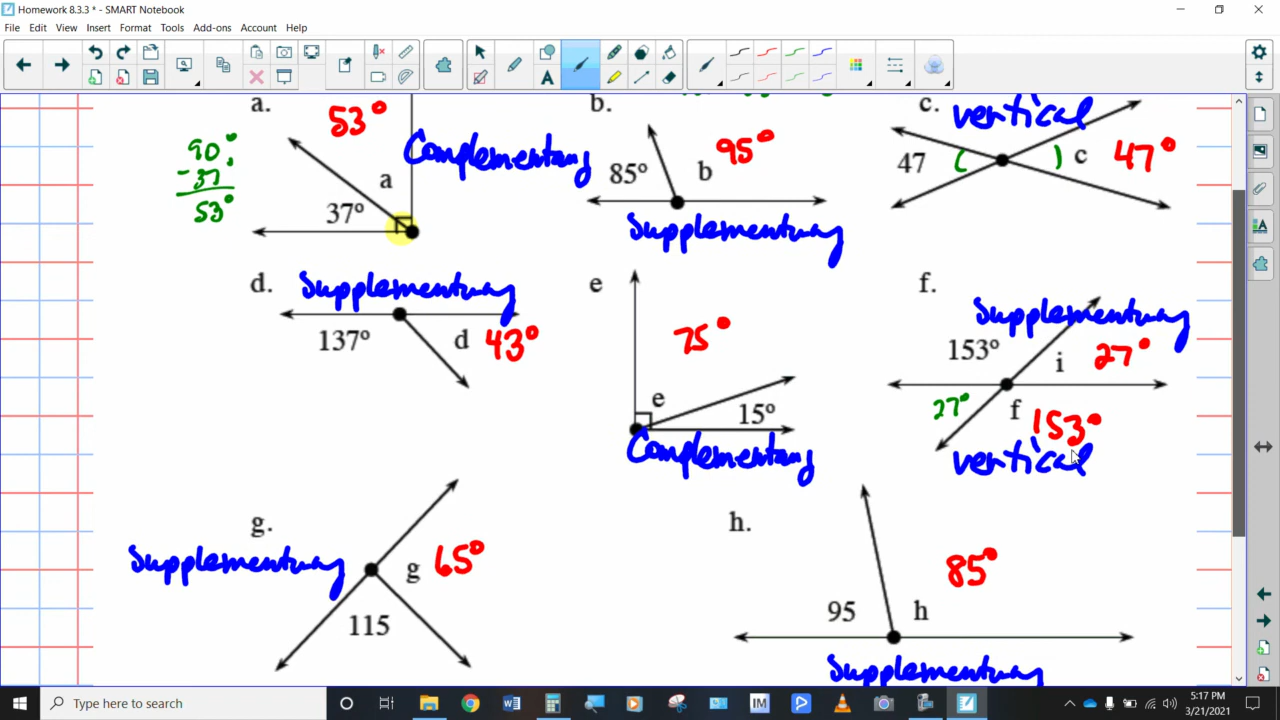 Homework 8.3.3 * - SMART Notebook
File Edit View Insert Format Tools Add-ons Account Help
a.
53°
90°
-37°
53°
a
37°
Complementary
b.
85°
b
95°
Supplementary
c.
vertical
47
c
47°
d.
Supplementary
137°
d
43°
e
75°
e
15°
Complementary
f.
Supplementary
153°
i
27°
27°
f
153°
vertical
g.
Supplementary
g
65°
115
h.
85°
95
h
Supplementary
Type here to search
5:17 PM
3/21/2021